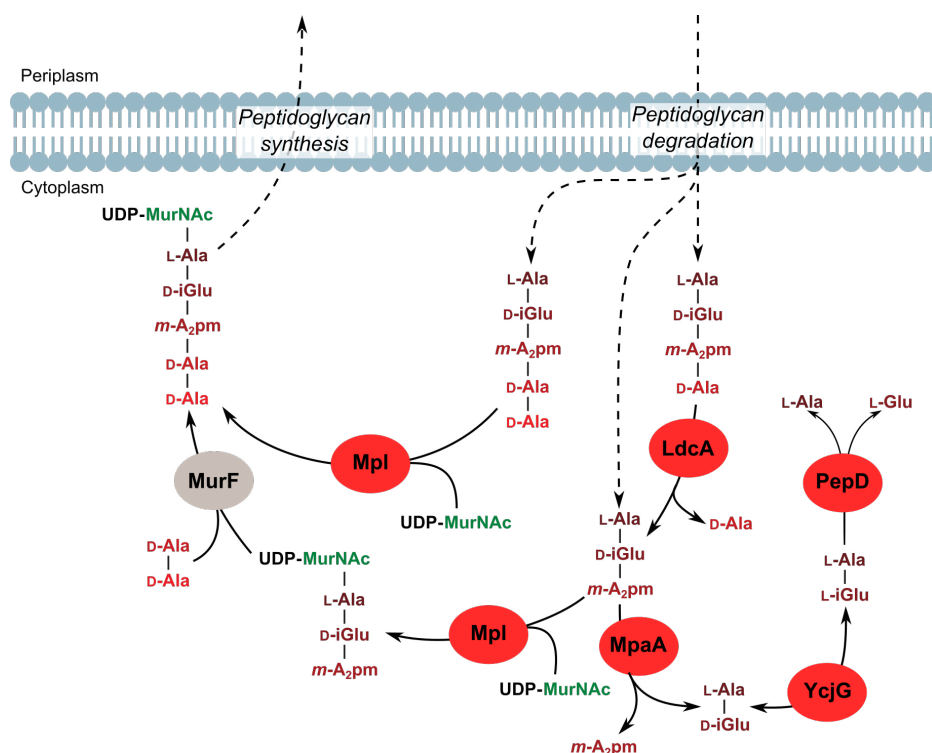 Periplasm
Peptidoglycan
synthesis
Peptidoglycan
degradation
Cytoplasm
UDP-MurNAc
L-Ala
D-iGlu
m-A₂pm
D-Ala
D-Ala
L-Ala
D-iGlu
m-A₂pm
D-Ala
D-Ala
L-Ala
D-iGlu
m-A₂pm
D-Ala
L-Ala
L-Glu
MurF
Mpl
LdcA
PepD
UDP-MurNAc
D-Ala
D-Ala
D-Ala
UDP-MurNAc
L-Ala
D-iGlu
m-A₂pm
L-Ala
D-iGlu
m-A₂pm
L-Ala
L-iGlu
Mpl
MpaA
UDP-MurNAc
L-Ala
D-iGlu
YcjG
m-A₂pm